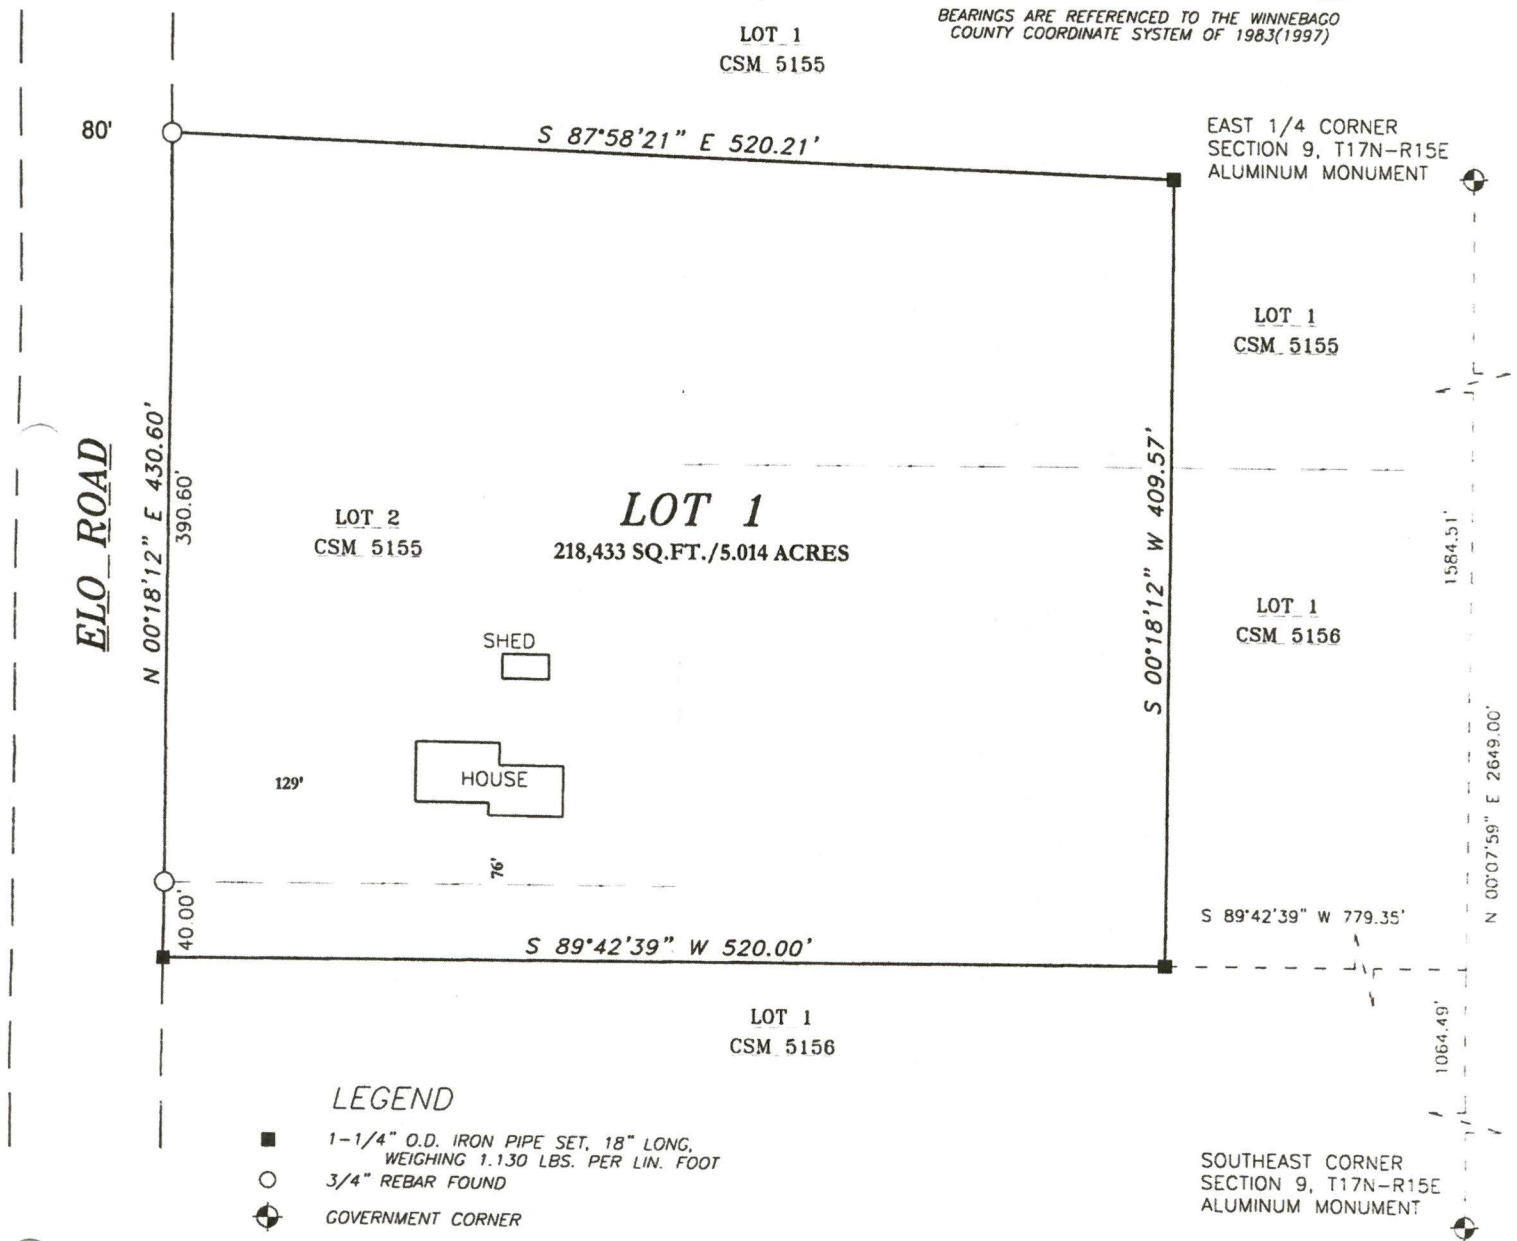 BEARINGS ARE REFERENCED TO THE WINNEBAGO
COUNTY COORDINATE SYSTEM OF 1983(1997)
LOT 1
CSM 5155
80'
S 87°58'21" E 520.21'
EAST 1/4 CORNER
SECTION 9, T17N-R15E
ALUMINUM MONUMENT
LOT 1
CSM 5155
ELO ROAD
N 00°18'12" E 430.60'
390.60'
LOT 2
CSM 5155
LOT 1
218,433 SQ.FT./5.014 ACRES
S 00°18'12" W 409.57'
1584.51'
LOT 1
CSM 5156
SHED
HOUSE
129'
76'
N 00°07'59" E 2649.00'
40.00'
S 89°42'39" W 520.00'
S 89°42'39" W 779.35'
1064.49'
LOT 1
CSM 5156
LEGEND
1-1/4" O.D. IRON PIPE SET, 18" LONG,
WEIGHING 1.130 LBS. PER LIN. FOOT
3/4" REBAR FOUND
GOVERNMENT CORNER
SOUTHEAST CORNER
SECTION 9, T17N-R15E
ALUMINUM MONUMENT